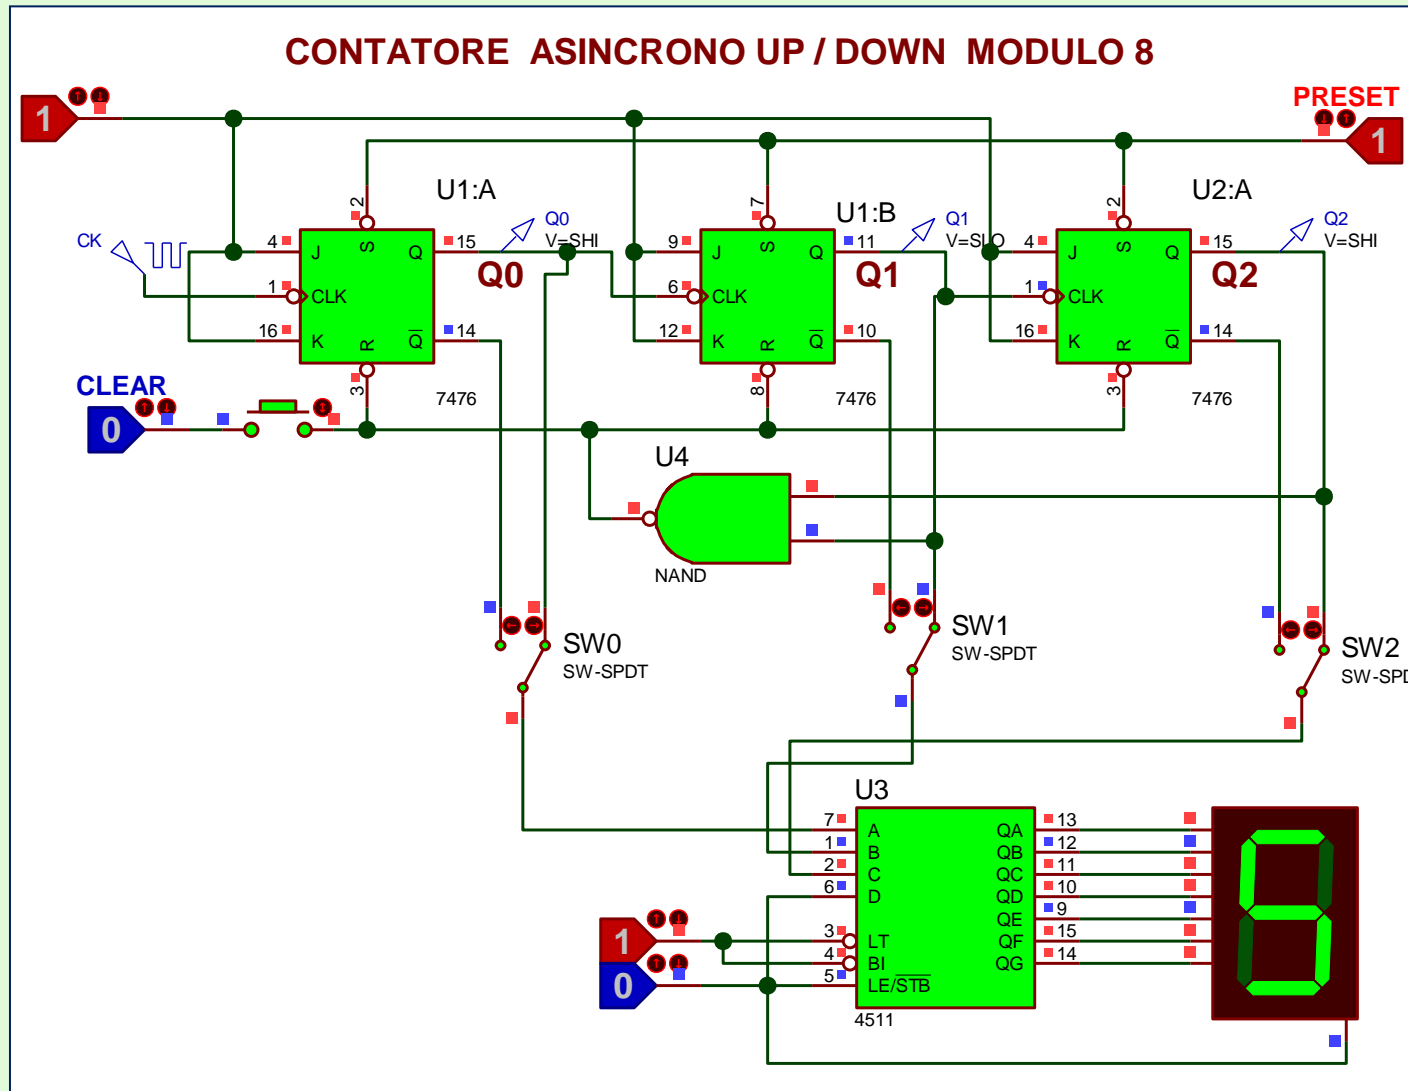 CONTATORE ASINCRONO UP / DOWN MODULO 8
1
PRESET
1
U1:A
U1:B
U2:A
CK
Q0
V=SHI
Q1
V=SLO
Q2
V=SHI
2
4 J S Q 15
1 CLK
16 K R Q 14
3
Q0
7476
7
9 J S Q 11
6 CLK
12 K R Q 10
8
Q1
7476
2
4 J S Q 15
1 CLK
16 K R Q 14
3
Q2
7476
CLEAR
0
U4
NAND
SW0
SW-SPDT
SW1
SW-SPDT
SW2
SW-SPD
U3
7 A QA 13
1 B QB 12
2 C QC 11
6 D QD 10
QE 9
3 LT QF 15
4 BI QG 14
5 LE/STB
4511
1
0
5